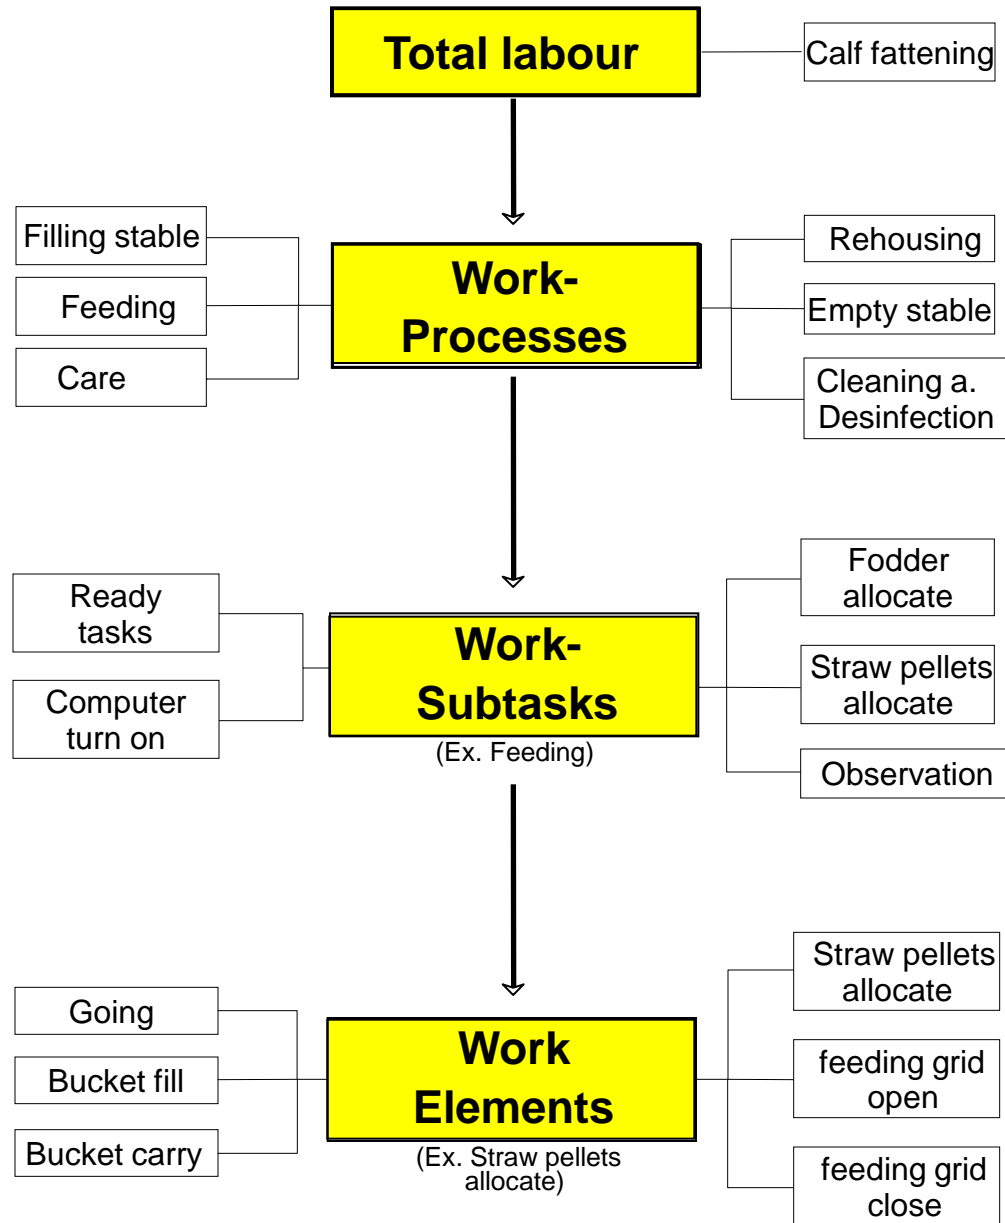 Total labour
Calf fattening
Filling stable
Feeding
Care
Work-
Processes
Rehousing
Empty stable
Cleaning a.
Desinfection
Ready
tasks
Computer
turn on
Work-
Subtasks
(Ex. Feeding)
Fodder
allocate
Straw pellets
allocate
Observation
Going
Bucket fill
Bucket carry
Work
Elements
(Ex. Straw pellets
allocate)
Straw pellets
allocate
feeding grid
open
feeding grid
close